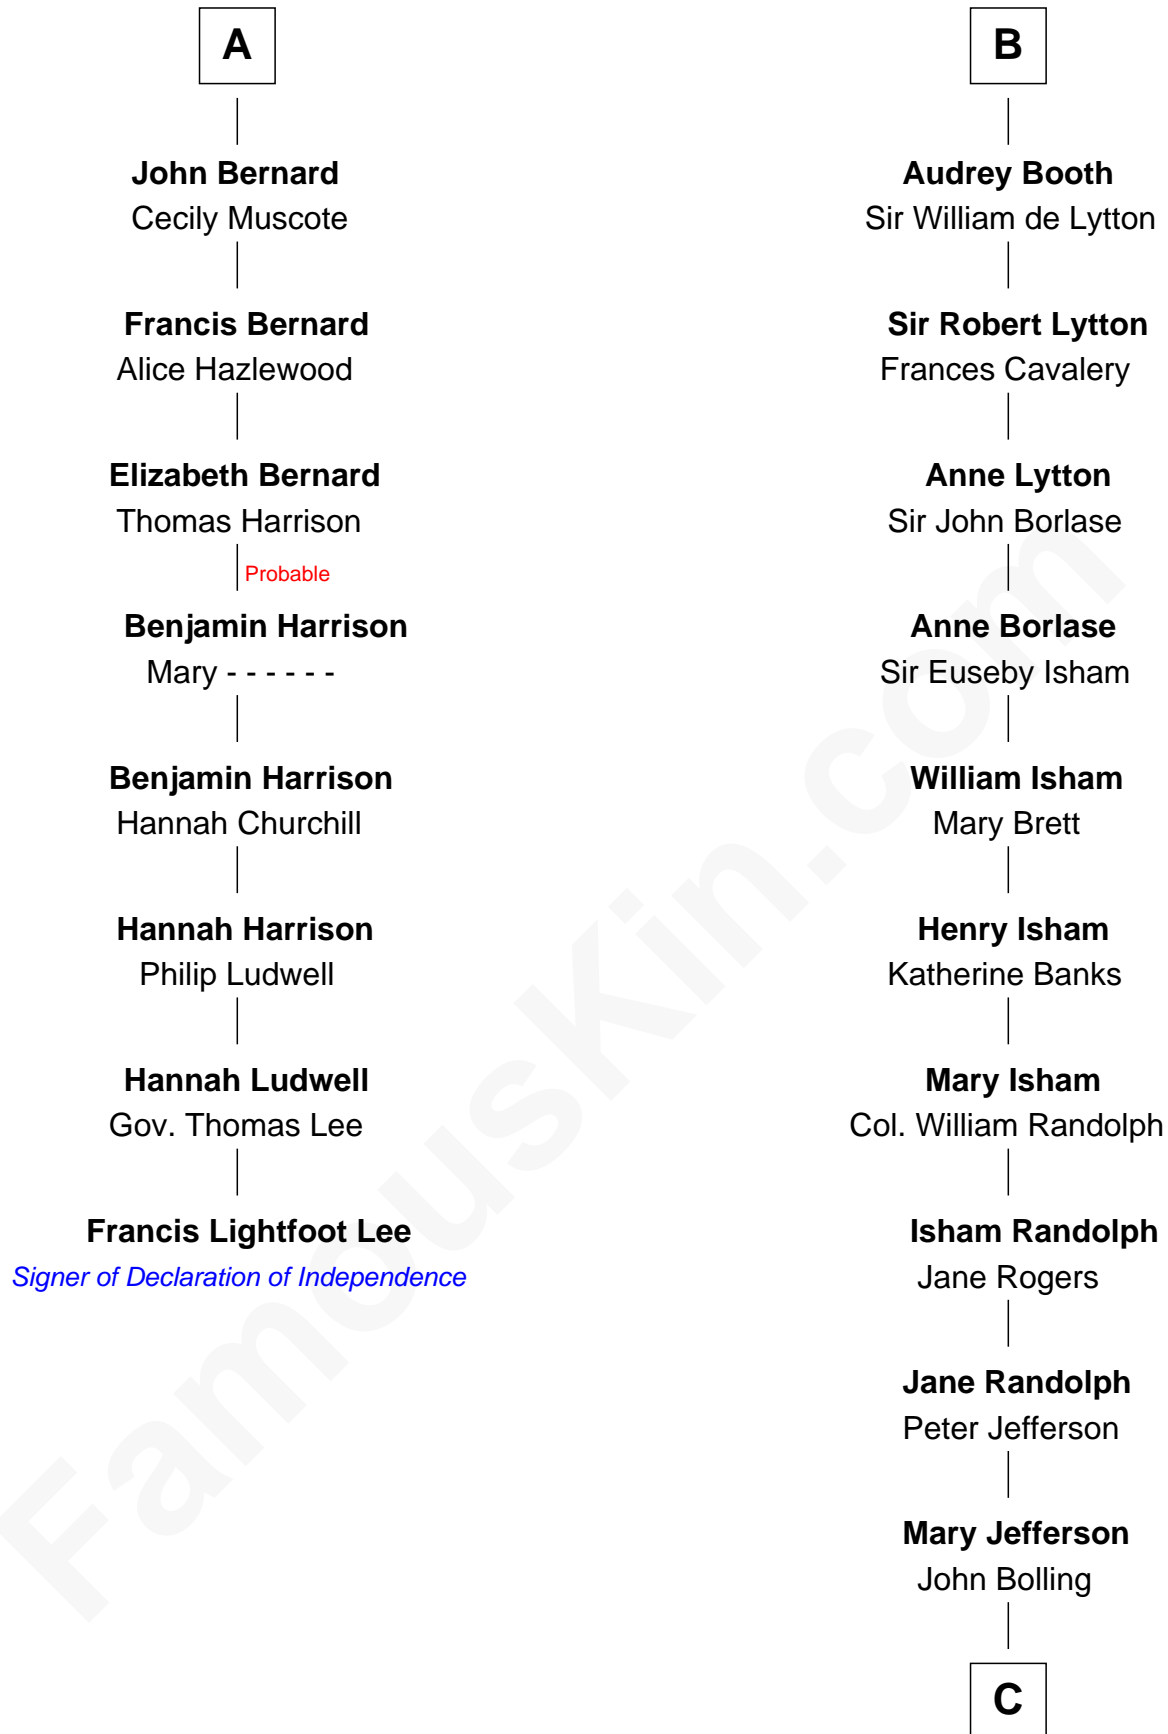 A
John Bernard
Cecily Muscote
Francis Bernard
Alice Hazlewood
Elizabeth Bernard
Thomas Harrison
Probable
Benjamin Harrison
Mary - - - - - -
Benjamin Harrison
Hannah Churchill
Hannah Harrison
Philip Ludwell
Hannah Ludwell
Gov. Thomas Lee
Francis Lightfoot Lee
Signer of Declaration of Independence
B
Audrey Booth
Sir William de Lytton
Sir Robert Lytton
Frances Cavalery
Anne Lytton
Sir John Borlase
Anne Borlase
Sir Euseby Isham
William Isham
Mary Brett
Henry Isham
Katherine Banks
Mary Isham
Col. William Randolph
Isham Randolph
Jane Rogers
Jane Randolph
Peter Jefferson
Mary Jefferson
John Bolling
C
FamousKin.com